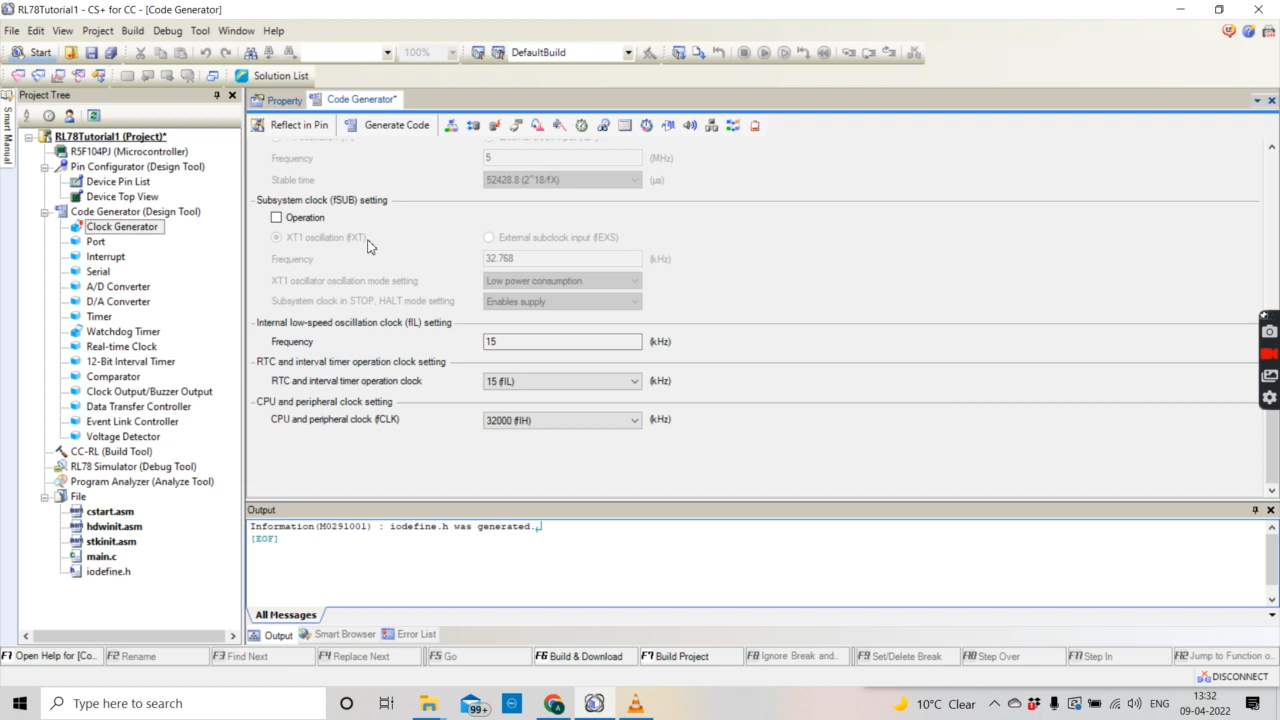 RL78Tutorial1 - CS+ for CC - [Code Generator]
File Edit View Project Build Debug Tool Window Help
Start 100% DefaultBuild
Solution List
Smart Manual
Project Tree
RL78Tutorial1 (Project)*
R5F104PJ (Microcontroller)
Pin Configurator (Design Tool)
Device Pin List
Device Top View
Code Generator (Design Tool)
Clock Generator
Port
Interrupt
Serial
A/D Converter
D/A Converter
Timer
Watchdog Timer
Real-time Clock
12-Bit Interval Timer
Comparator
Clock Output/Buzzer Output
Data Transfer Controller
Event Link Controller
Voltage Detector
CC-RL (Build Tool)
RL78 Simulator (Debug Tool)
Program Analyzer (Analyze Tool)
File
cstart.asm
hdwinit.asm
stkinit.asm
main.c
iodefine.h
Property Code Generator*
Reflect in Pin Generate Code
Frequency 5 (MHz)
Stable time 52428.8 (2^18/fX) (µs)
Subsystem clock (fSUB) setting
Operation
XT1 oscillation (fXT) External subclock input (fEXS)
Frequency 32.768 (kHz)
XT1 oscillator oscillation mode setting Low power consumption
Subsystem clock in STOP, HALT mode setting Enables supply
Internal low-speed oscillation clock (fIL) setting
Frequency 15 (kHz)
RTC and interval timer operation clock setting
RTC and interval timer operation clock 15 (fIL) (kHz)
CPU and peripheral clock setting
CPU and peripheral clock (fCLK) 32000 (fIH) (kHz)
Output
Information(M0291001) : iodefine.h was generated.
[EOF]
All Messages
Output Smart Browser Error List
F1 Open Help for [Co... F2 Rename F3 Find Next F4 Replace Next F5 Go F6 Build & Download F7 Build Project F8 Ignore Break and... F9 Set/Delete Break F10 Step Over F11 Step In F12 Jump to Function o...
DISCONNECT
Type here to search 99+ 10°C Clear 13:32
09-04-2022